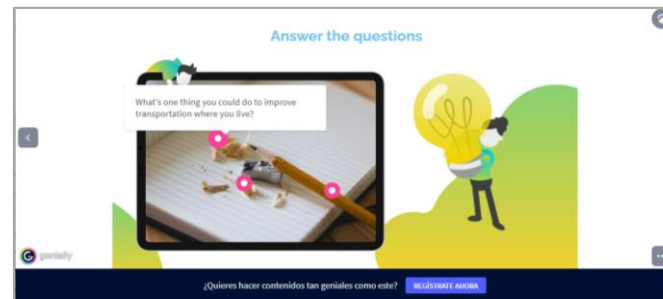 Answer the questions
What's one thing you could do to improve
transportation where you live?
genially
¿Quieres hacer contenidos tan geniales como este?
REGÍSTRATE AHORA